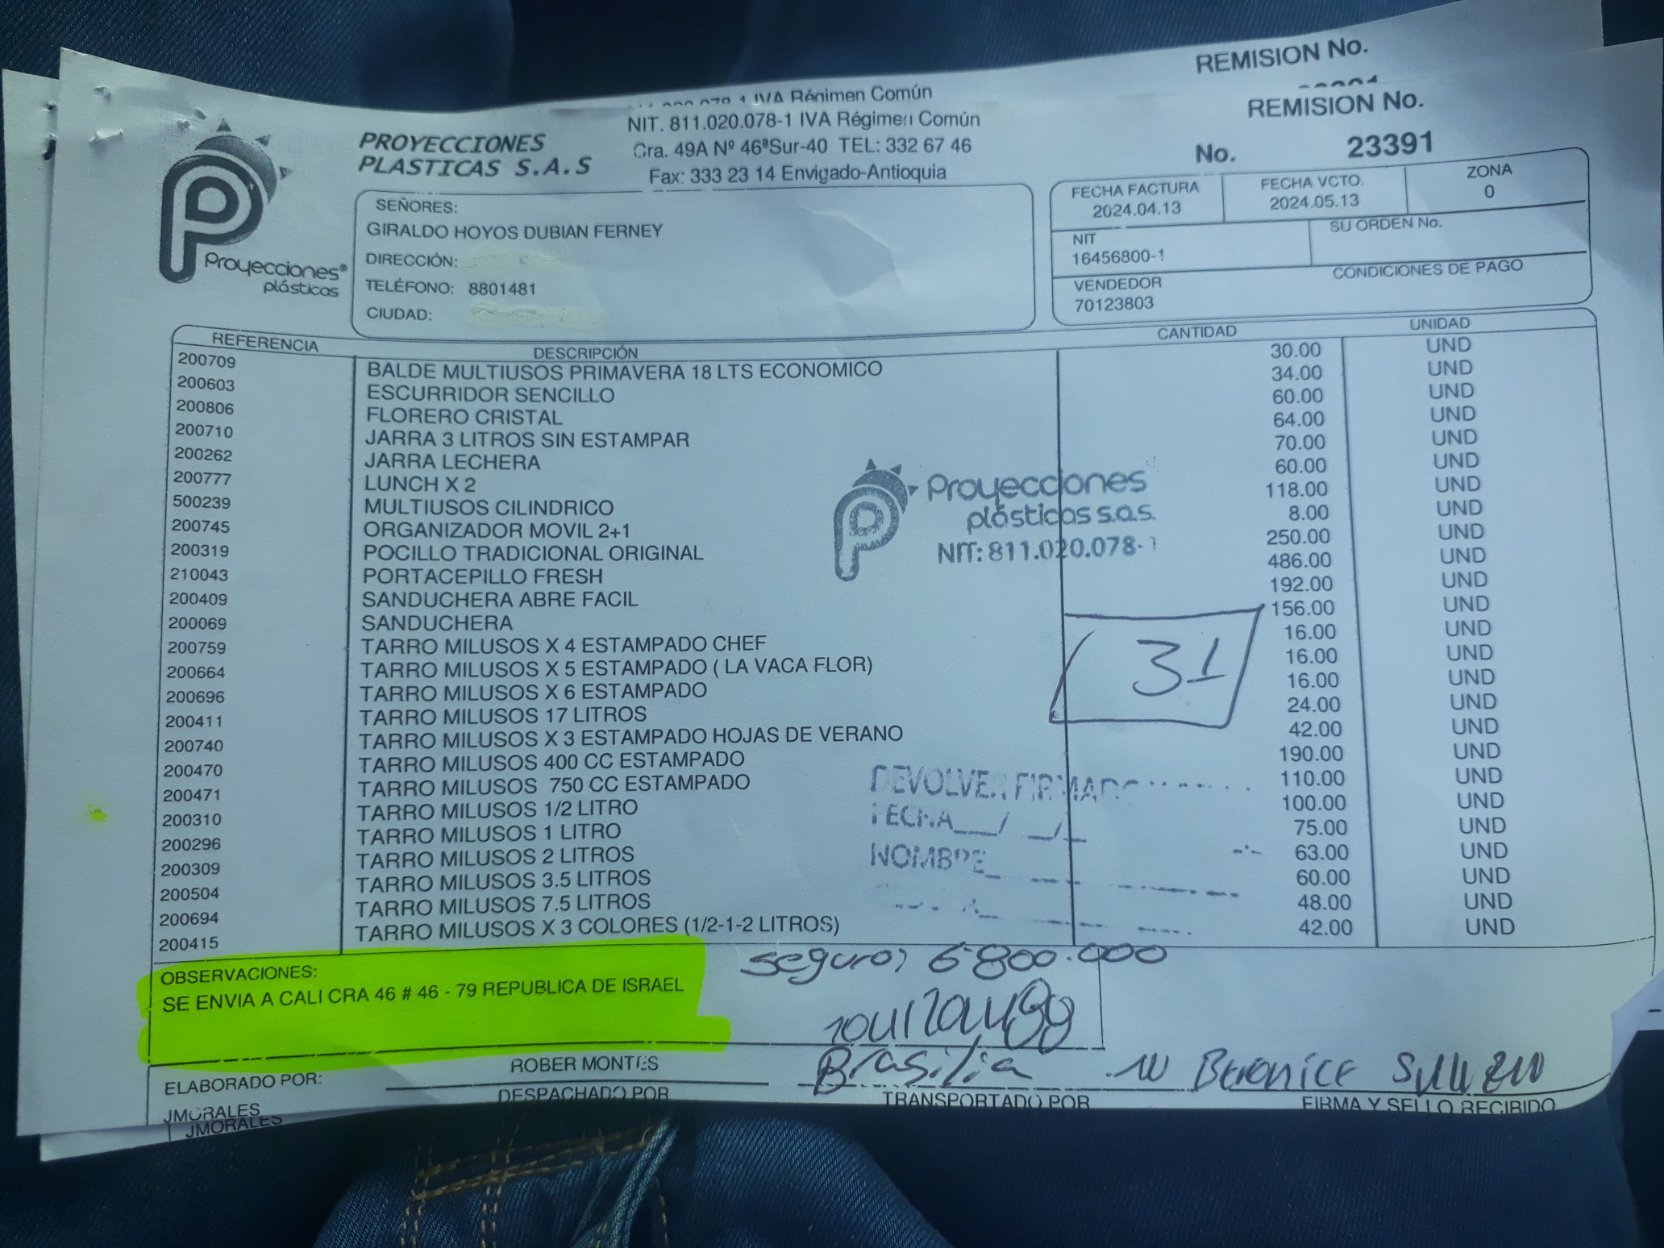 REMISION No.
IVA Régimen Común
REMISION No.
No. 23391
PROYECCIONES
PLASTICAS S.A.S
NIT. 811.020.078-1 IVA Régimen Común
Cra. 49A Nº 46ªSur-40 TEL: 332 67 46
Fax: 333 23 14 Envigado-Antioquia
Proyecciones®
plásticas
SEÑORES:
GIRALDO HOYOS DUBIAN FERNEY
DIRECCIÓN:
TELÉFONO: 8801481
CIUDAD:
FECHA FACTURA
2024.04.13
FECHA VCTO.
2024.05.13
ZONA
0
NIT
16456800-1
SU ORDEN No.
VENDEDOR
70123803
CONDICIONES DE PAGO
REFERENCIA DESCRIPCIÓN CANTIDAD UNIDAD
200709 BALDE MULTIUSOS PRIMAVERA 18 LTS ECONOMICO 30.00 UND
200603 ESCURRIDOR SENCILLO 34.00 UND
200806 FLORERO CRISTAL 60.00 UND
200710 JARRA 3 LITROS SIN ESTAMPAR 64.00 UND
200262 JARRA LECHERA 70.00 UND
200777 LUNCH X 2 60.00 UND
500239 MULTIUSOS CILINDRICO 118.00 UND
200745 ORGANIZADOR MOVIL 2+1 8.00 UND
200319 POCILLO TRADICIONAL ORIGINAL 250.00 UND
210043 PORTACEPILLO FRESH 486.00 UND
200409 SANDUCHERA ABRE FACIL 192.00 UND
200069 SANDUCHERA 156.00 UND
200759 TARRO MILUSOS X 4 ESTAMPADO CHEF 16.00 UND
200664 TARRO MILUSOS X 5 ESTAMPADO ( LA VACA FLOR) 16.00 UND
200696 TARRO MILUSOS X 6 ESTAMPADO 16.00 UND
200411 TARRO MILUSOS 17 LITROS 24.00 UND
200740 TARRO MILUSOS X 3 ESTAMPADO HOJAS DE VERANO 42.00 UND
200470 TARRO MILUSOS 400 CC ESTAMPADO 190.00 UND
200471 TARRO MILUSOS 750 CC ESTAMPADO 110.00 UND
200310 TARRO MILUSOS 1/2 LITRO 100.00 UND
200296 TARRO MILUSOS 1 LITRO 75.00 UND
200309 TARRO MILUSOS 2 LITROS 63.00 UND
200504 TARRO MILUSOS 3.5 LITROS 60.00 UND
200694 TARRO MILUSOS 7.5 LITROS 48.00 UND
200415 TARRO MILUSOS X 3 COLORES (1/2-1-2 LITROS) 42.00 UND
Proyecciones
plásticas s.a.s.
NIT: 811.020.078-1
31
DEVOLVER FIRMADO
FECHA
NOMBRE
OBSERVACIONES:
SE ENVIA A CALI CRA 46 # 46 - 79 REPUBLICA DE ISRAEL
seguro, 6800.000
Brasilia
ELABORADO POR:
JMORALES
JMORALES
ROBER MONTES
DESPACHADO POR
TRANSPORTADO POR
FIRMA Y SELLO RECIBIDO